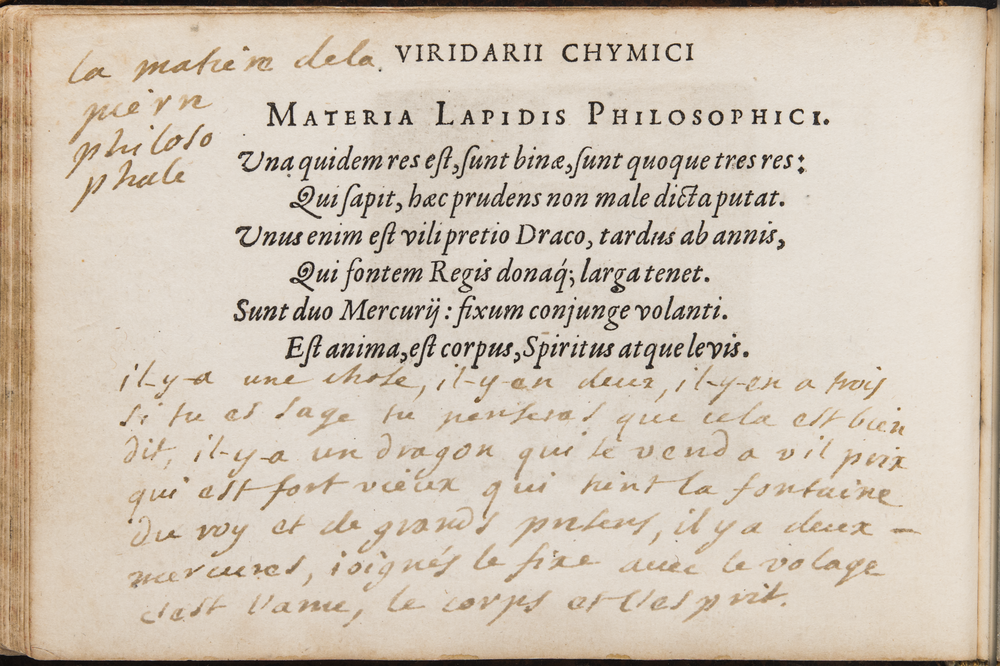 VIRIDARII CHYMICI
la matiere dela
pierre
philoso
phale
MATERIA LAPIDIS PHILOSOPHICI.
Una quidem res eſt, ſunt binæ, ſunt quoque tres res:
Qui ſapit, hæc prudens non male dicta putat.
Unus enim eſt vili pretio Draco, tardus ab annis,
Qui fontem Regis donaq́; larga tenet.
Sunt duo Mercurij: fixum conjunge volanti.
Eſt anima, eſt corpus, Spiritus atque levis.
il-y-a une chose, il-y-en deux, il-y-en a trois
si tu es sage tu penseras que cela est bien
dit, il-y-a un dragon qui se vend a vil prix
qui est fort vieux qui tient la fontaine
du roy et de grands presens, il y a deux -
mercures, ioignés le fixe avec le volage
c'est l'ame, le corps et l'esprit.